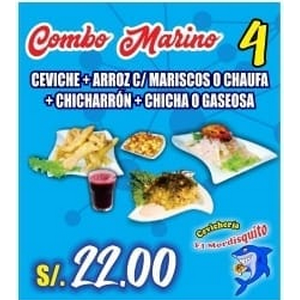 Combo Marino 4
CEVICHE + ARROZ C/ MARISCOS O CHAUFA
+ CHICHARRÓN + CHICHA O GASEOSA
Cevichería
El Mordisquito
S/. 22.00